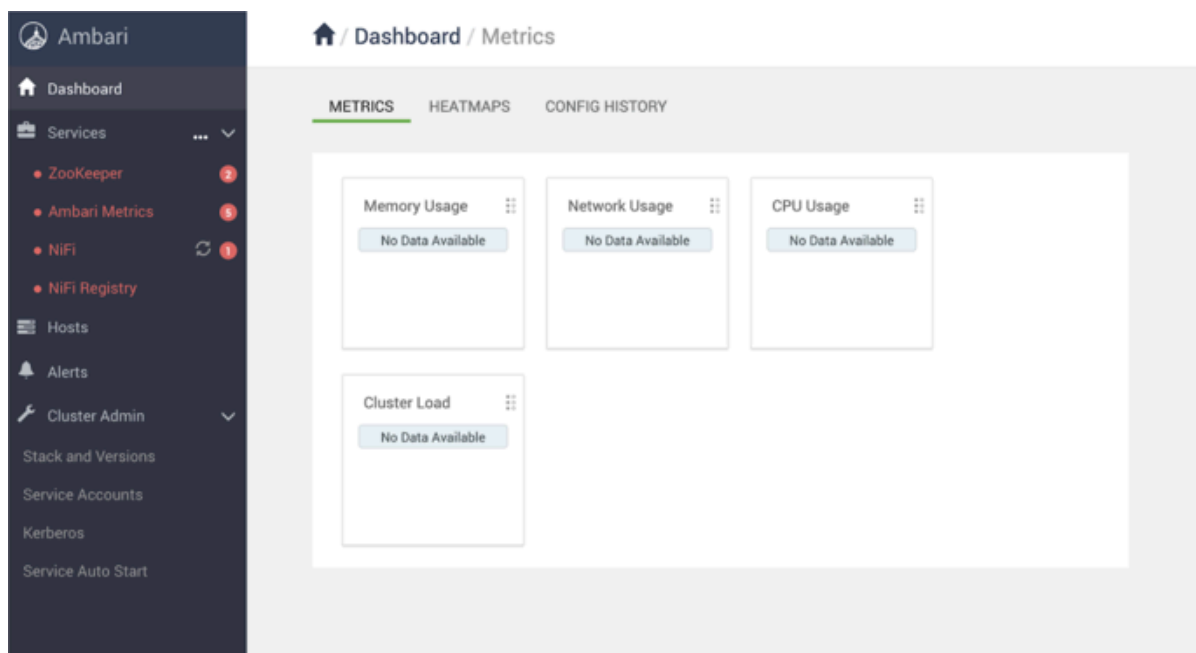 Ambari
Dashboard
Services ...
ZooKeeper 2
Ambari Metrics 5
NiFi 1
NiFi Registry
Hosts
Alerts
Cluster Admin
Stack and Versions
Service Accounts
Kerberos
Service Auto Start
/ Dashboard / Metrics
METRICS HEATMAPS CONFIG HISTORY
Memory Usage
No Data Available
Network Usage
No Data Available
CPU Usage
No Data Available
Cluster Load
No Data Available